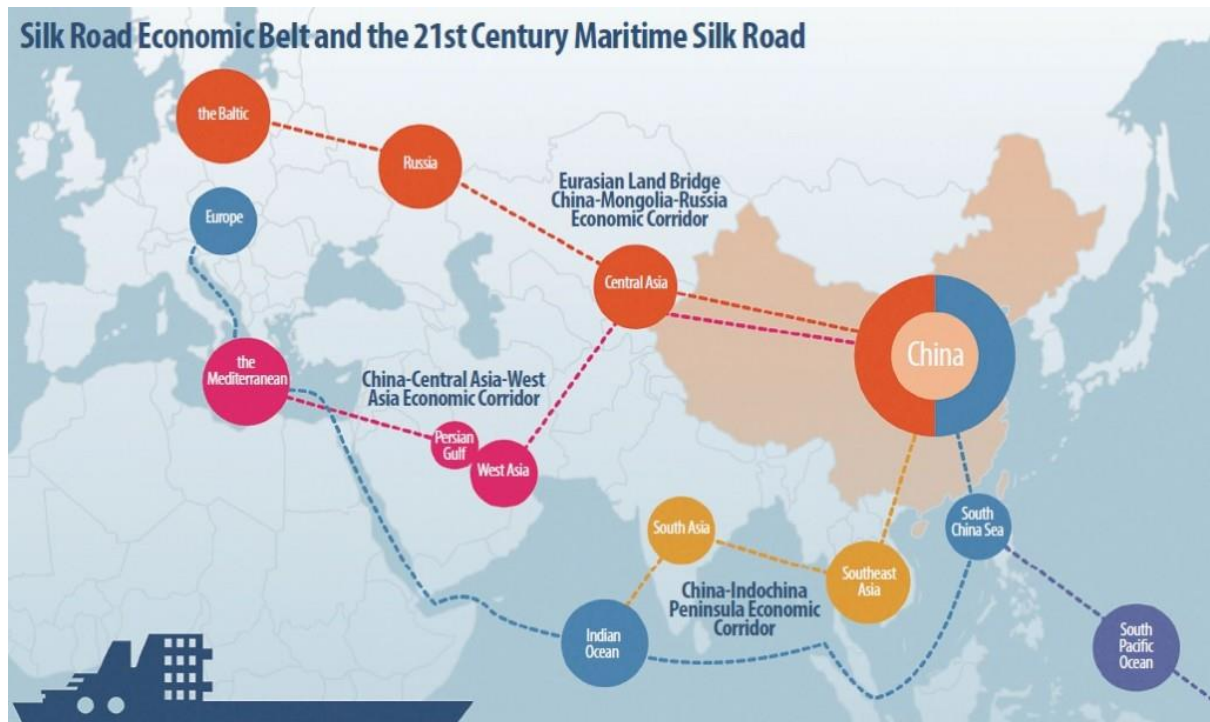 Silk Road Economic Belt and the 21st Century Maritime Silk Road
the Baltic
Russia
Eurasian Land Bridge
China-Mongolia-Russia
Economic Corridor
Europe
Central Asia
China
the
Mediterranean
China-Central Asia-West
Asia Economic Corridor
Persian
Gulf
West Asia
South Asia
South
China Sea
Southeast
Asia
China-Indochina
Peninsula Economic
Corridor
Indian
Ocean
South
Pacific
Ocean